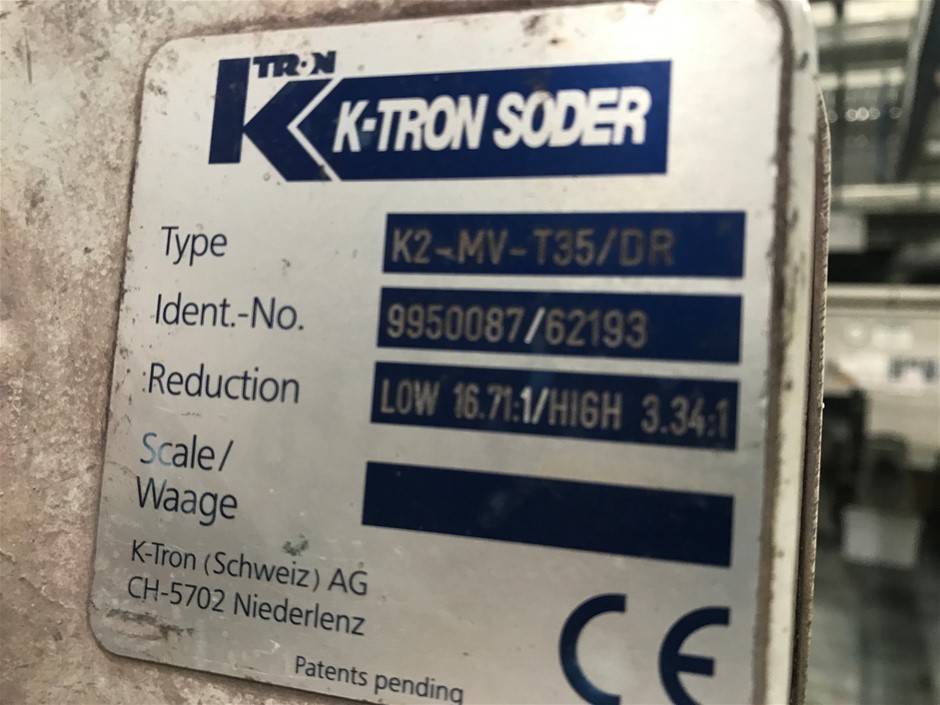 K-TRON
K-TRON SODER
Type K2-MV-T35/DR
Ident.-No. 9950087/62193
Reduction LOW 16.71:1/HIGH 3.34:1
Scale/
Waage
K-Tron (Schweiz) AG
CH-5702 Niederlenz
Patents pending
CE